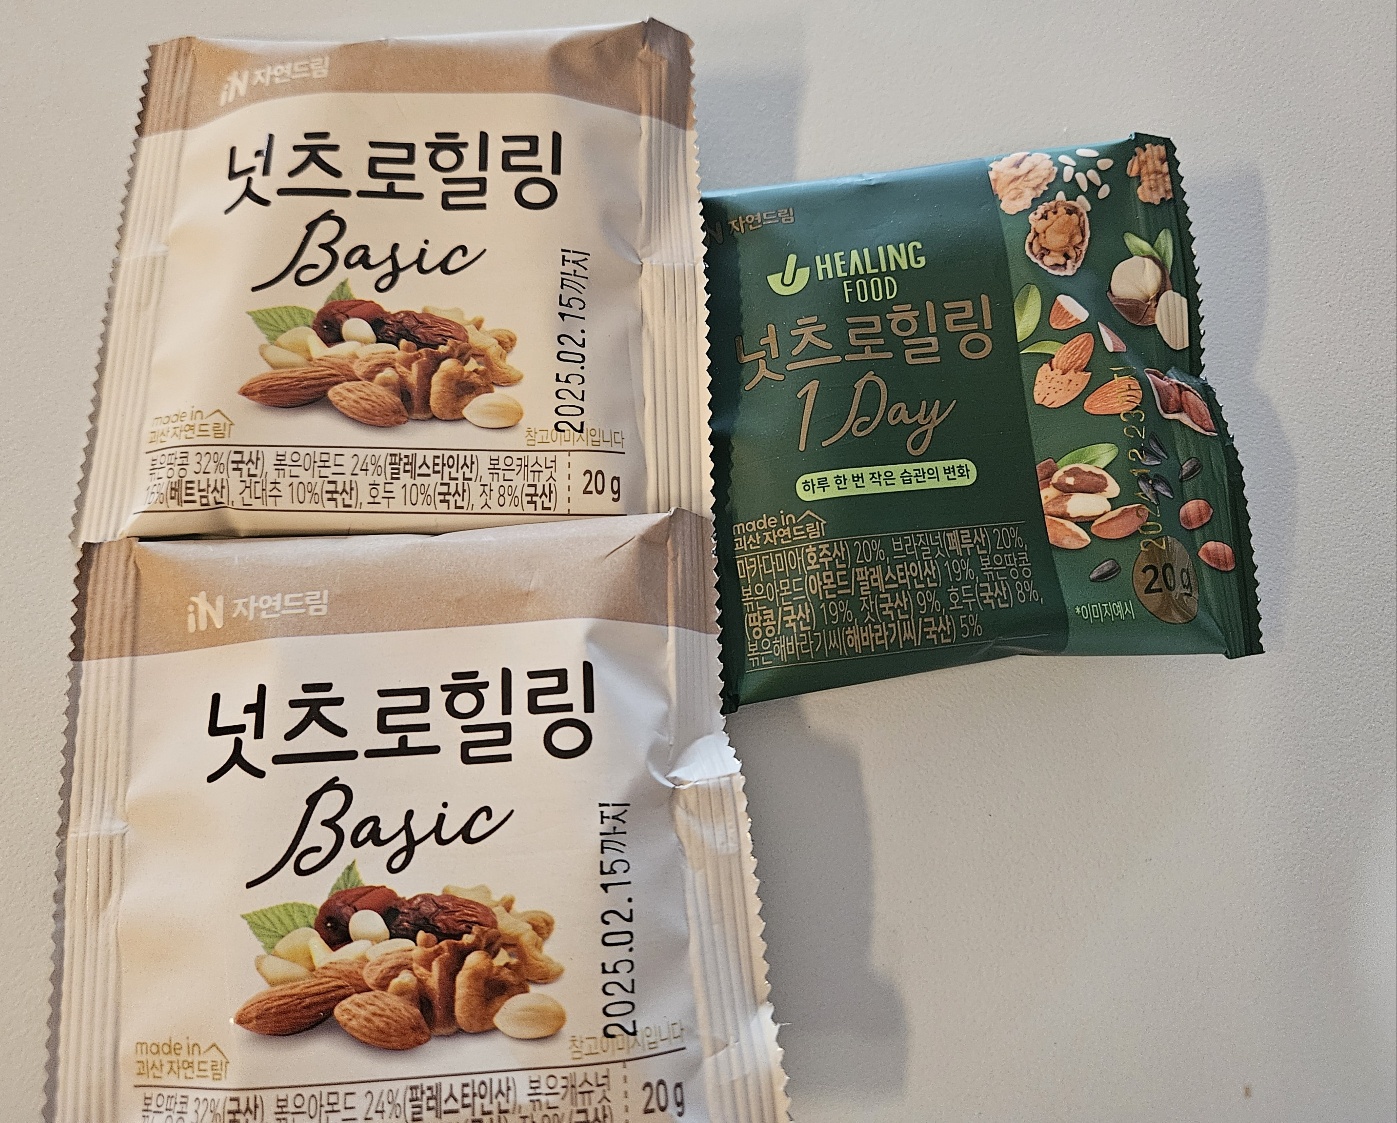 iN 자연드림
넛츠로힐링
Basic
2025.02.15까지
made in
괴산자연드림
참고이미지입니다
볶은땅콩 32%(국산), 볶은아몬드 24%(팔레스타인산), 볶은캐슈넛
(베트남산), 건대추 10%(국산), 호두 10%(국산), 잣 8%(국산)
20 g
iN 자연드림
넛츠로힐링
Basic
2025.02.15까지
made in
괴산자연드림
참고이미지입니다
볶은땅콩 32%(국산), 볶은아몬드 24%(팔레스타인산), 볶은캐슈넛
20 g
N 자연드림
HEALING
FOOD
넛츠로힐링
1 Day
하루 한 번 작은 습관의 변화
made in
괴산자연드림
마카다미아(호주산) 20%, 브라질넛(페루산) 20%,
볶은아몬드(아몬드/팔레스타인산) 19%, 볶은땅콩
(땅콩/국산) 19%, 잣(국산) 9%, 호두(국산) 8%,
볶은해바라기씨(해바라기씨/국산) 5%
2024.12.23까지
20 g
*이미지예시